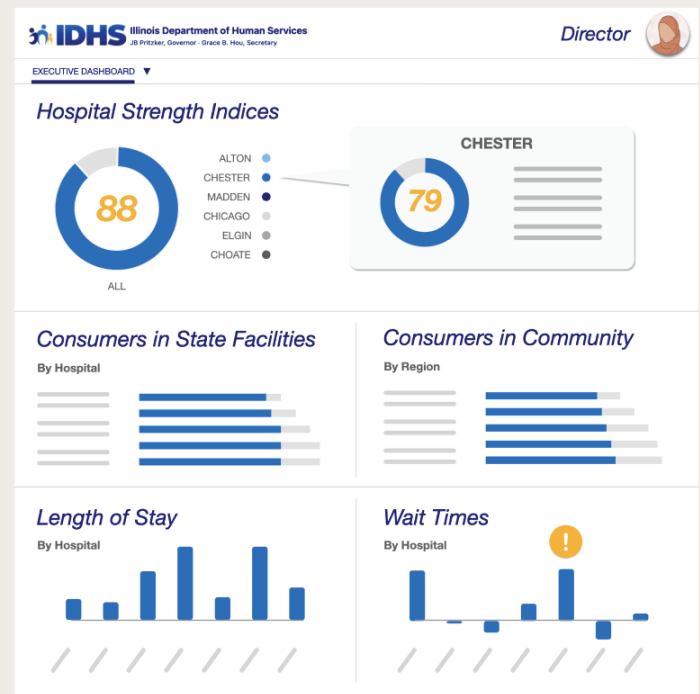 IDHS
Illinois Department of Human Services
JB Pritzker, Governor · Grace B. Hou, Secretary
Director
EXECUTIVE DASHBOARD ▼
Hospital Strength Indices
88
ALL
ALTON
CHESTER
MADDEN
CHICAGO
ELGIN
CHOATE
CHESTER
79
Consumers in State Facilities
By Hospital
Consumers in Community
By Region
Length of Stay
By Hospital
Wait Times
By Hospital
!